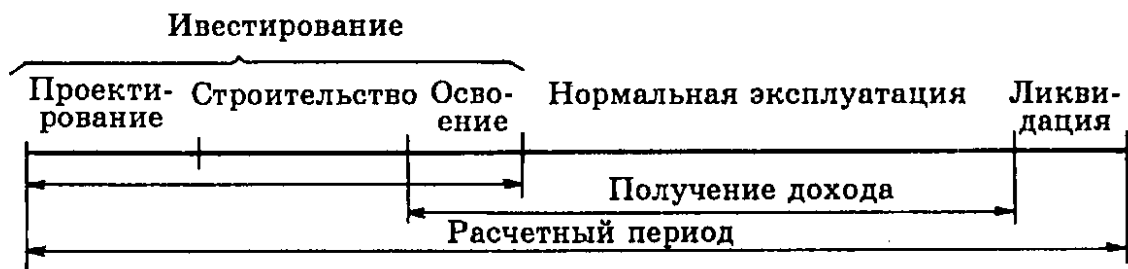 Ивестирование
Проекти-
рование
Строительство
Осво-
ение
Нормальная эксплуатация
Ликви-
дация
Получение дохода
Расчетный период